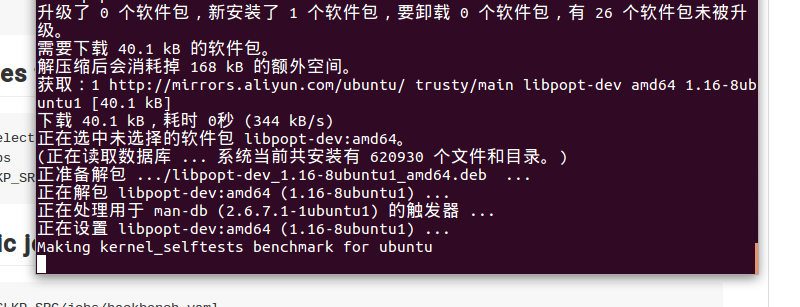 升级了 0 个软件包，新安装了 1 个软件包，要卸载 0 个软件包，有 26 个软件包未被升
级。
需要下载 40.1 kB 的软件包。
解压缩后会消耗掉 168 kB 的额外空间。
获取：1 http://mirrors.aliyun.com/ubuntu/ trusty/main libpopt-dev amd64 1.16-8ub
untu1 [40.1 kB]
下载 40.1 kB，耗时 0秒 (344 kB/s)
正在选中未选择的软件包 libpopt-dev:amd64。
(正在读取数据库 ... 系统当前共安装有 620930 个文件和目录。)
正准备解包 .../libpopt-dev_1.16-8ubuntu1_amd64.deb  ...
正在解包 libpopt-dev:amd64 (1.16-8ubuntu1) ...
正在处理用于 man-db (2.6.7.1-1ubuntu1) 的触发器 ...
正在设置 libpopt-dev:amd64 (1.16-8ubuntu1) ...
Making kernel_selftests benchmark for ubuntu
es
elect
bs
KP_SR
ic j